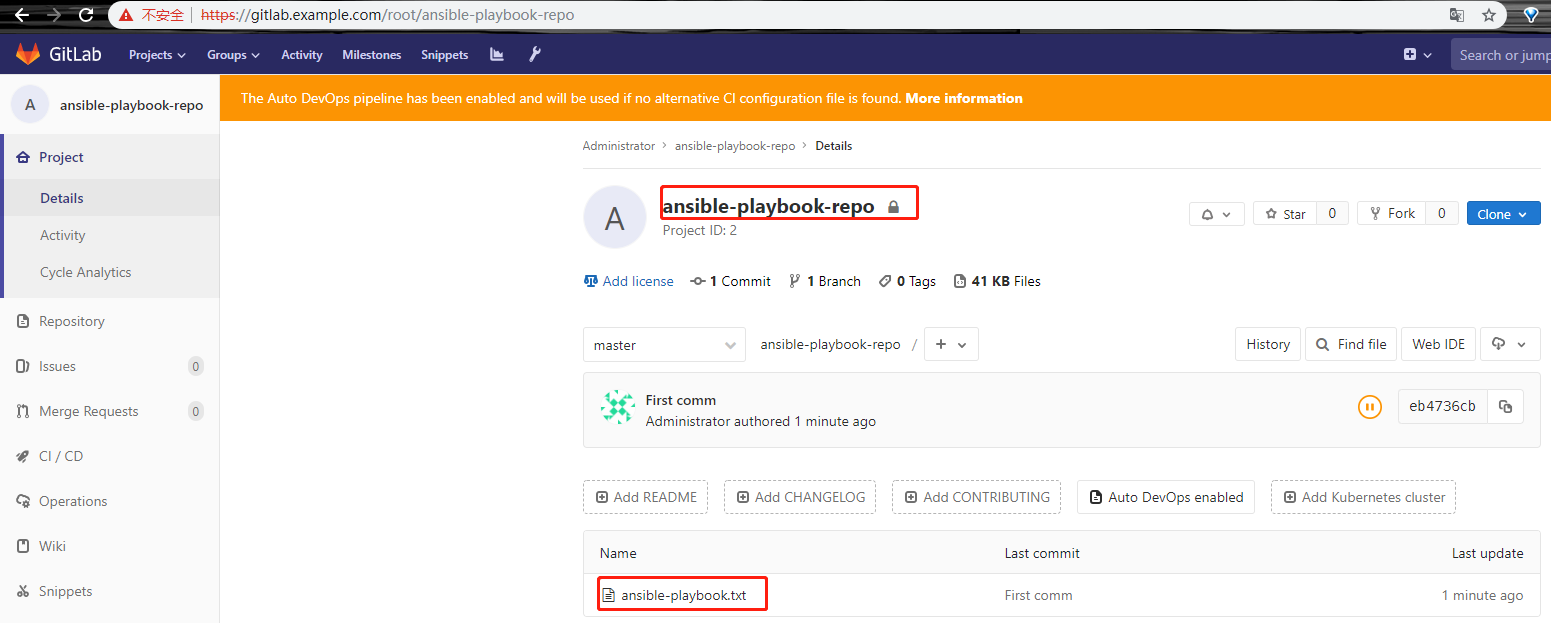 不安全 https://gitlab.example.com/root/ansible-playbook-repo
GitLab Projects Groups Activity Milestones Snippets Search or jump
A ansible-playbook-repo
The Auto DevOps pipeline has been enabled and will be used if no alternative CI configuration file is found. More information
Project
Details
Activity
Cycle Analytics
Repository
Issues 0
Merge Requests 0
CI / CD
Operations
Wiki
Snippets
Administrator > ansible-playbook-repo > Details
A
ansible-playbook-repo
Project ID: 2
Star 0 Fork 0 Clone
Add license 1 Commit 1 Branch 0 Tags 41 KB Files
master ansible-playbook-repo / + History Find file Web IDE
First comm
Administrator authored 1 minute ago
eb4736cb
Add README Add CHANGELOG Add CONTRIBUTING Auto DevOps enabled Add Kubernetes cluster
Name Last commit Last update
ansible-playbook.txt First comm 1 minute ago